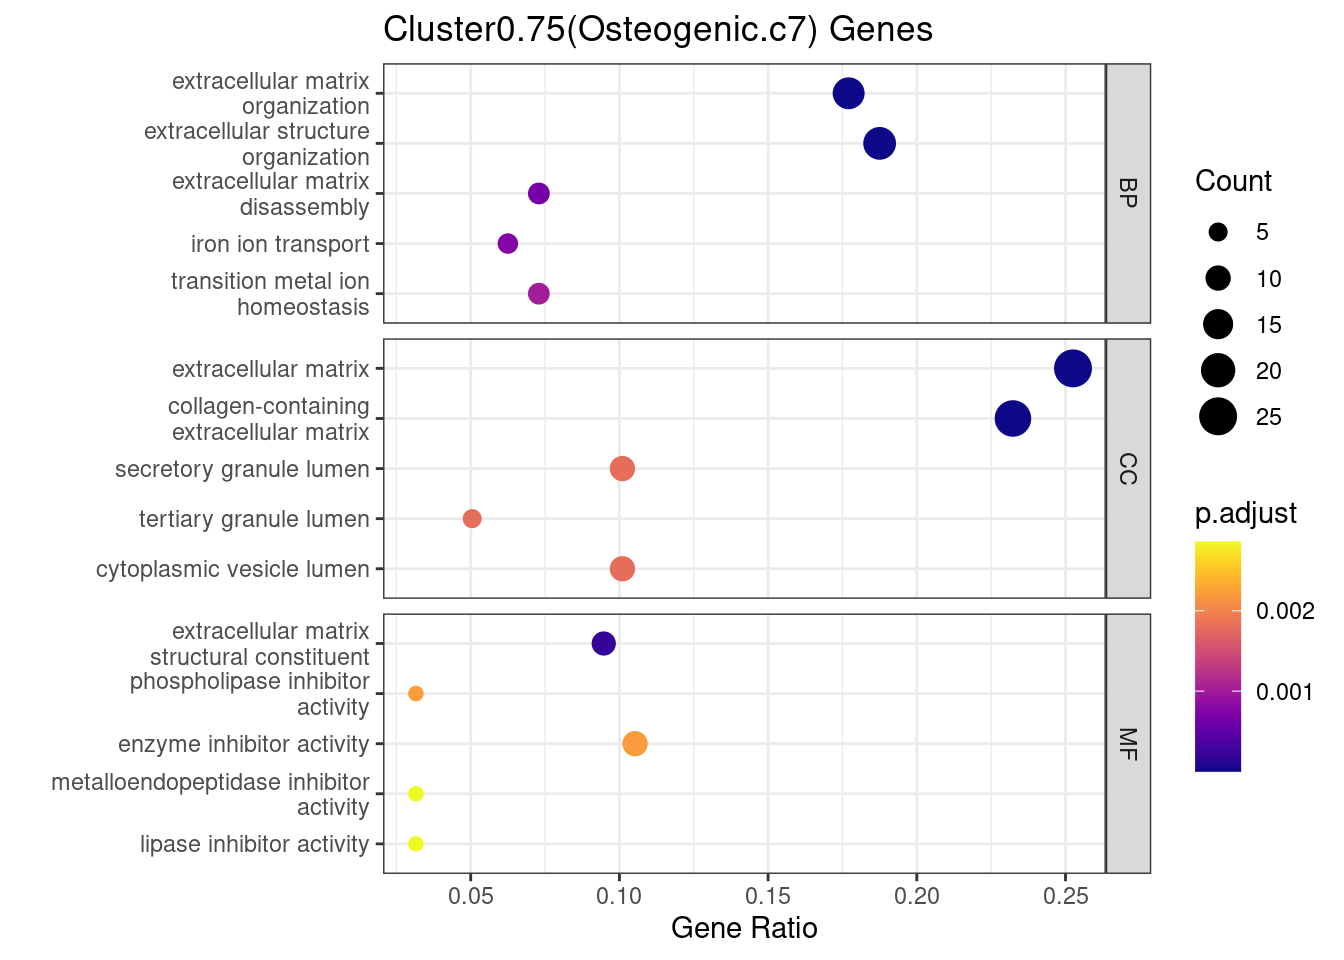 Cluster0.75(Osteogenic.c7) Genes
extracellular matrix
organization
extracellular structure
organization
extracellular matrix
disassembly
iron ion transport
transition metal ion
homeostasis
BP
extracellular matrix
collagen-containing
extracellular matrix
secretory granule lumen
tertiary granule lumen
cytoplasmic vesicle lumen
CC
extracellular matrix
structural constituent
phospholipase inhibitor
activity
enzyme inhibitor activity
metalloendopeptidase inhibitor
activity
lipase inhibitor activity
MF
0.05 0.10 0.15 0.20 0.25
Gene Ratio
Count
5
10
15
20
25
p.adjust
0.002
0.001